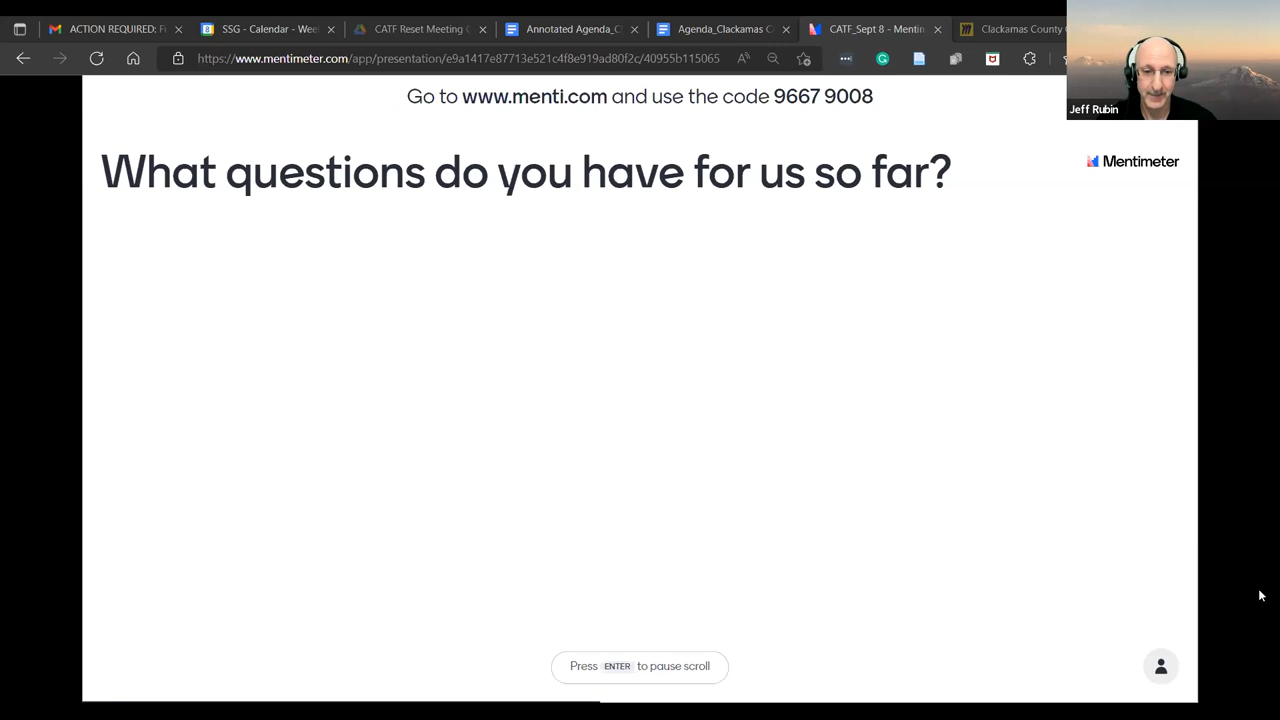 ACTION REQUIRED: F
SSG - Calendar - Wee
CATF Reset Meeting
Annotated Agenda_C
Agenda_Clackamas C
CATF_Sept 8 - Mentin
Clackamas County
https://www.mentimeter.com/app/presentation/e9a1417e87713e521c4f8e919ad80f2c/40955b115065
Jeff Rubin
Go to www.menti.com and use the code 9667 9008
What questions do you have for us so far?
Mentimeter
Press ENTER to pause scroll